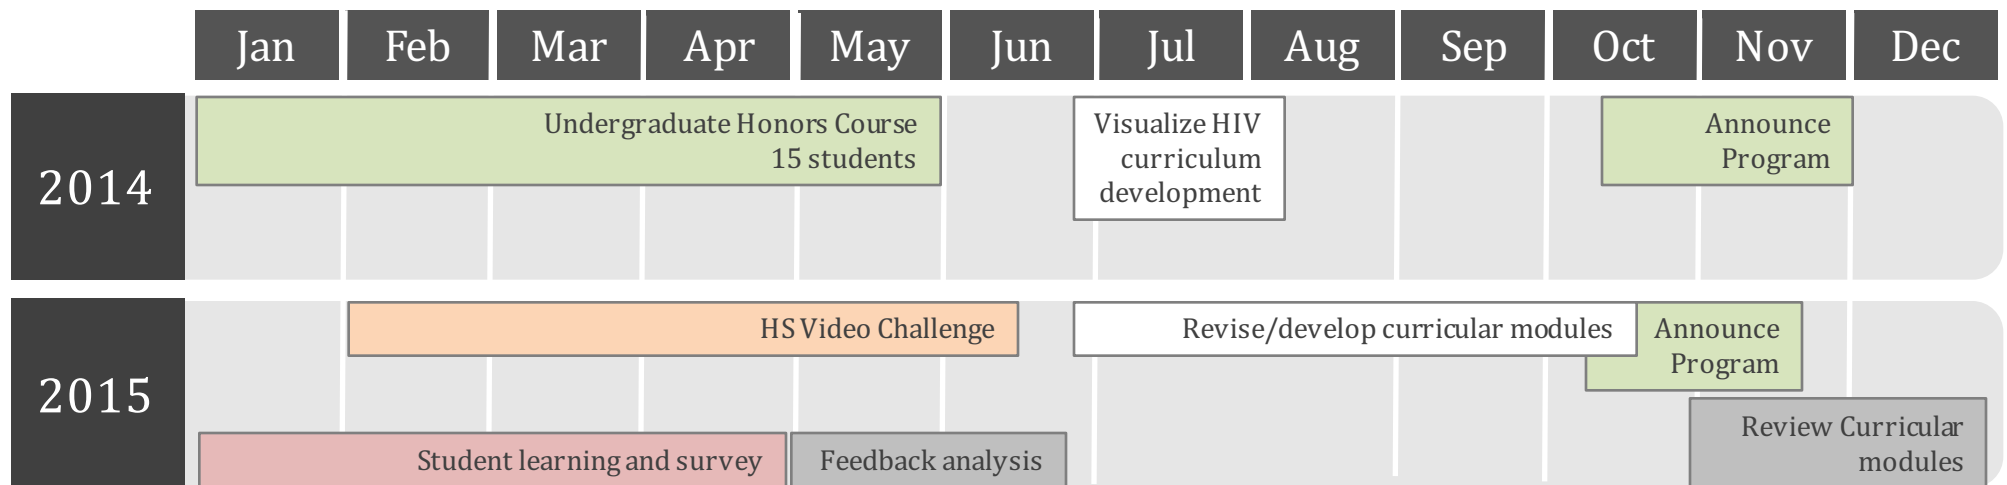 Jan Feb Mar Apr May Jun Jul Aug Sep Oct Nov Dec
2014
Undergraduate Honors Course
15 students
Visualize HIV
curriculum
development
Announce
Program
2015
HS Video Challenge
Revise/develop curricular modules
Announce
Program
Student learning and survey
Feedback analysis
Review Curricular
modules